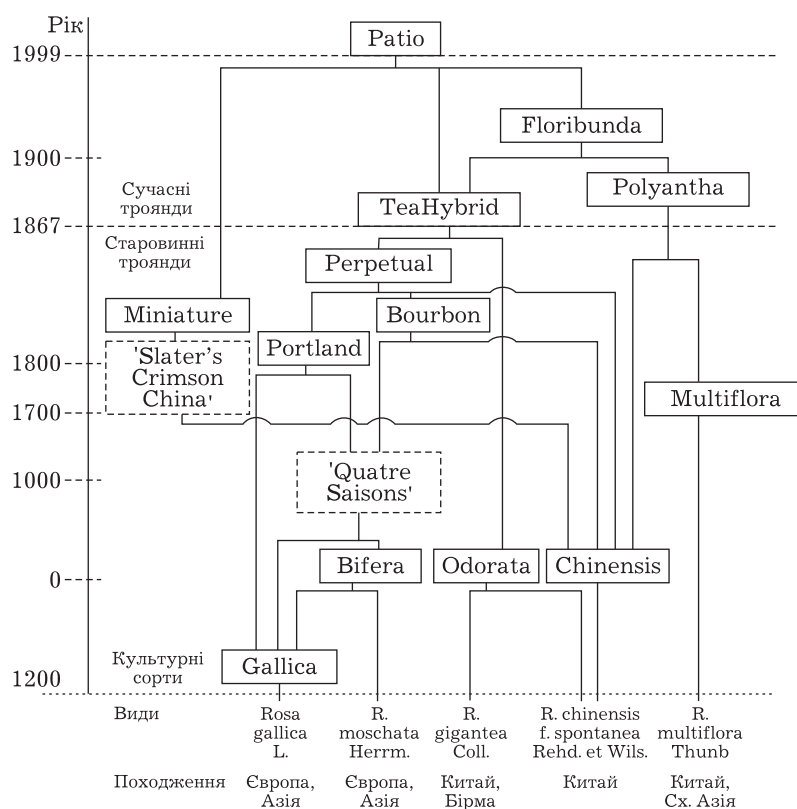 Рік
Patio
1999
Floribunda
1900
Polyantha
Сучасні
троянди
TeaHybrid
1867
Старовинні
троянди
Perpetual
Miniature
Bourbon
Portland
'Slater's
Crimson
China'
1800
Multiflora
1700
'Quatre
Saisons'
1000
Bifera
Odorata
Chinensis
0
Культурні
сорти
Gallica
1200
Види
Rosa
gallica
L.
R.
moschata
Herrm.
R.
gigantea
Coll.
R. chinensis
f. spontanea
Rehd. et Wils.
R.
multiflora
Thunb
Походження
Європа,
Азія
Європа,
Азія
Китай,
Бірма
Китай
Китай,
Сх. Азія